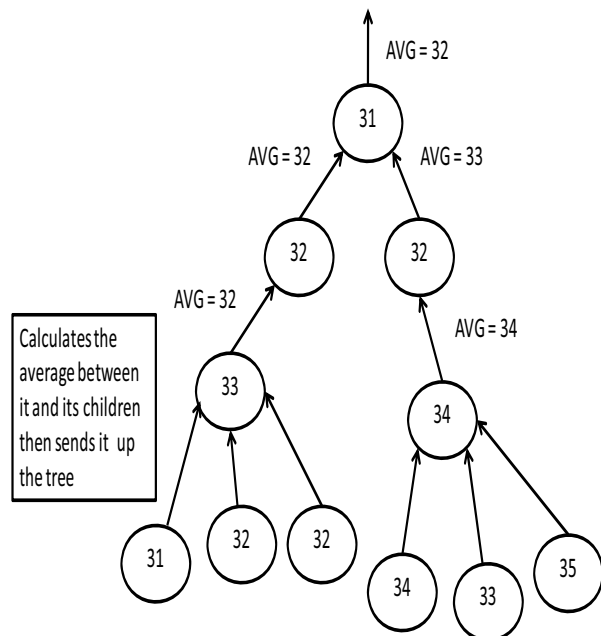 AVG = 32
31
AVG = 32
AVG = 33
32
32
AVG = 32
AVG = 34
Calculates the
average between
it and its children
then sends it up
the tree
33
34
31
32
32
34
33
35